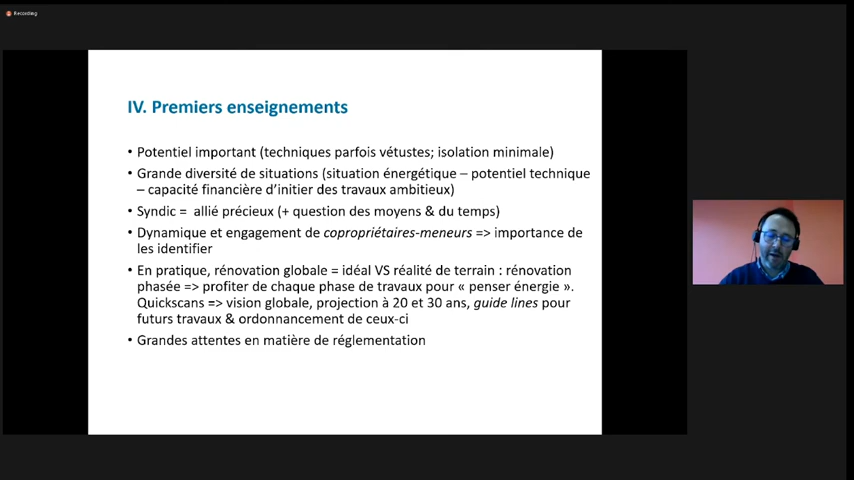 Recording
IV. Premiers enseignements
• Potentiel important (techniques parfois vétustes; isolation minimale)
• Grande diversité de situations (situation énergétique – potentiel technique
– capacité financière d'initier des travaux ambitieux)
• Syndic = allié précieux (+ question des moyens & du temps)
• Dynamique et engagement de copropriétaires-meneurs => importance de
les identifier
• En pratique, rénovation globale = idéal VS réalité de terrain : rénovation
phasée => profiter de chaque phase de travaux pour « penser énergie ».
Quickscans => vision globale, projection à 20 et 30 ans, guide lines pour
futurs travaux & ordonnancement de ceux-ci
• Grandes attentes en matière de réglementation